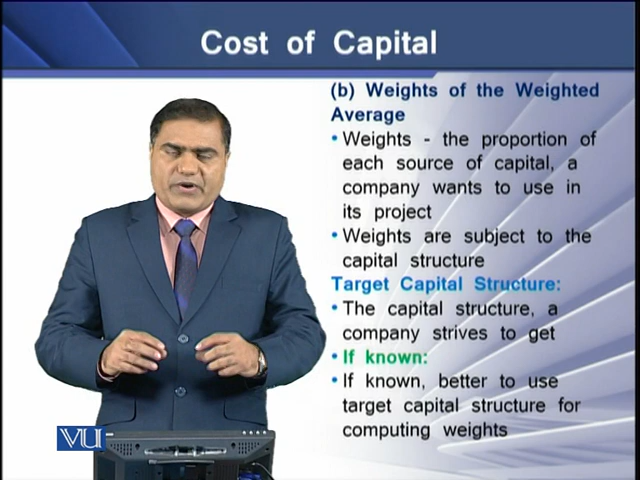 Cost of Capital
(b) Weights of the Weighted
Average
• Weights - the proportion of
each source of capital, a
company wants to use in
its project
• Weights are subject to the
capital structure
Target Capital Structure:
• The capital structure, a
company strives to get
• If known:
• If known, better to use
target capital structure for
computing weights
VU